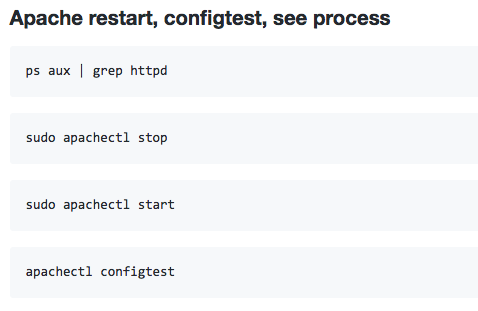 Apache restart, configtest, see process
ps aux | grep httpd
sudo apachectl stop
sudo apachectl start
apachectl configtest